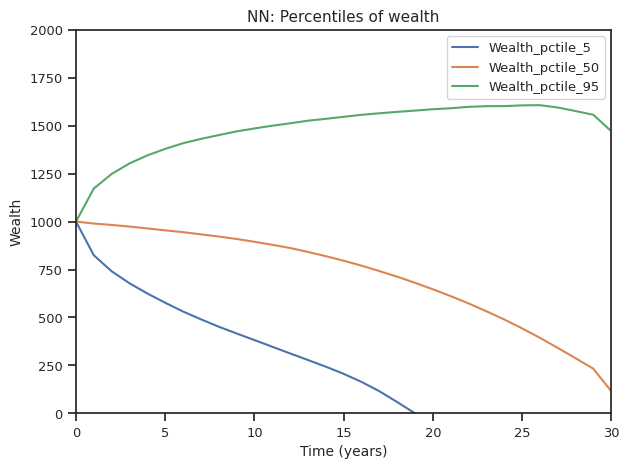 NN: Percentiles of wealth
Wealth_pctile_5
Wealth_pctile_50
Wealth_pctile_95
Wealth
2000
1750
1500
1250
1000
750
500
250
0
0 5 10 15 20 25 30
Time (years)